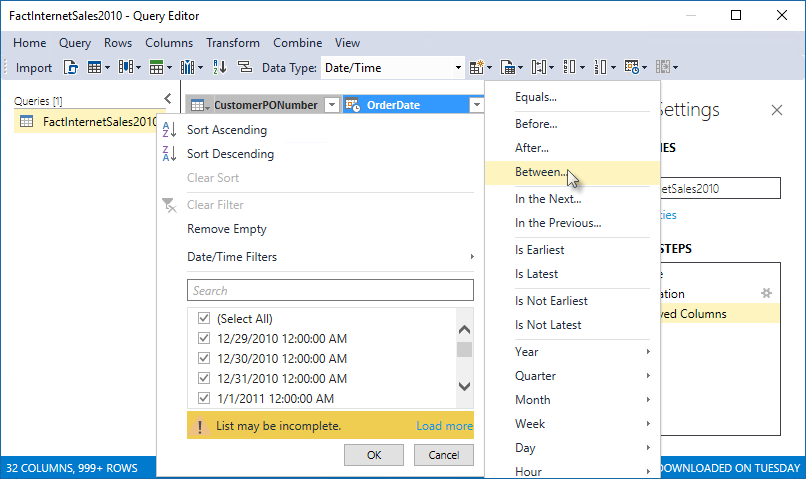 FactInternetSales2010 - Query Editor
Home Query Rows Columns Transform Combine View
Import Data Type: Date/Time
Queries [1]
FactInternetSales2010
CustomerPONumber OrderDate
Sort Ascending
Sort Descending
Clear Sort
Clear Filter
Remove Empty
Date/Time Filters
Search
(Select All)
12/29/2010 12:00:00 AM
12/30/2010 12:00:00 AM
12/31/2010 12:00:00 AM
1/1/2011 12:00:00 AM
List may be incomplete. Load more
OK Cancel
Equals...
Before...
After...
Between...
In the Next...
In the Previous...
Is Earliest
Is Latest
Is Not Earliest
Is Not Latest
Year
Quarter
Month
Week
Day
Hour
ettings
IES
netSales2010
ties
STEPS
e
ation
ved Columns
32 COLUMNS, 999+ ROWS
OWNLOADED ON TUESDAY